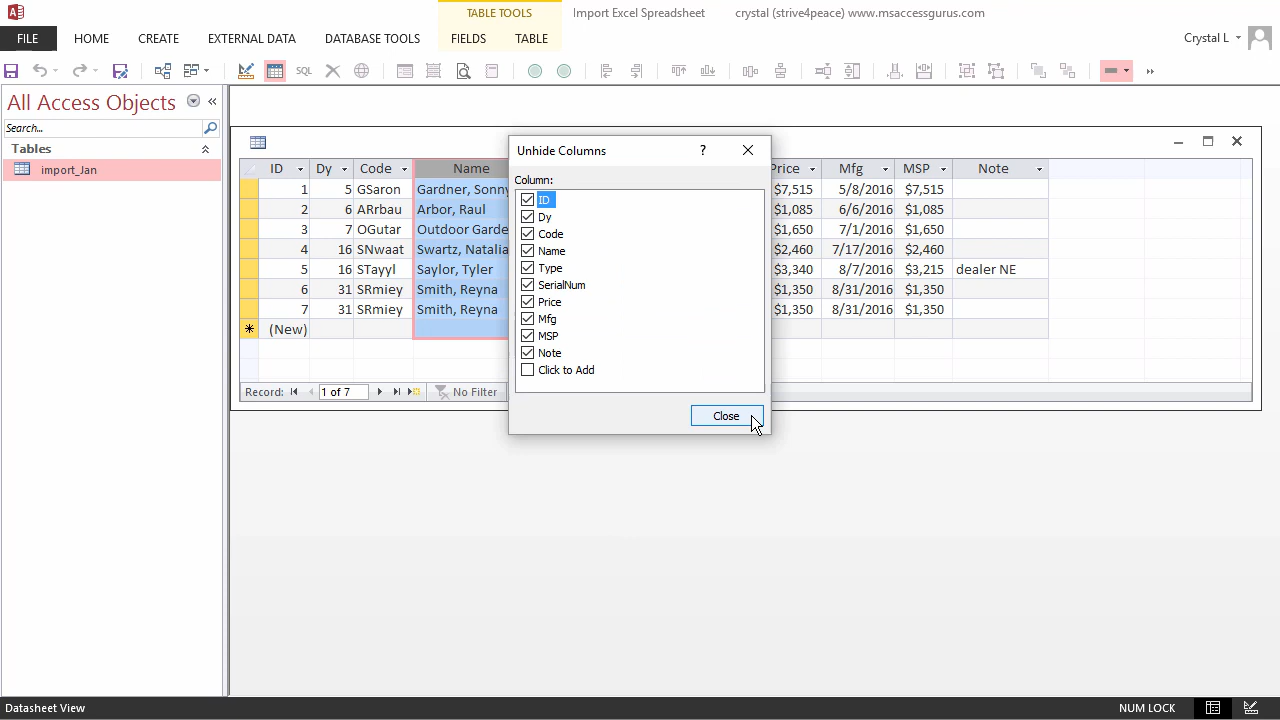 TABLE TOOLS Import Excel Spreadsheet crystal (strive4peace) www.msaccessgurus.com
FILE HOME CREATE EXTERNAL DATA DATABASE TOOLS FIELDS TABLE Crystal L
SQL
All Access Objects
Search...
Tables
import_Jan
ID Dy Code Name Price Mfg MSP Note
1 5 GSaron Gardner, Sonny $7,515 5/8/2016 $7,515
2 6 ARrbau Arbor, Raul $1,085 6/6/2016 $1,085
3 7 OGutar Outdoor Garde $1,650 7/1/2016 $1,650
4 16 SNwaat Swartz, Natalia $2,460 7/17/2016 $2,460
5 16 STayyl Saylor, Tyler $3,340 8/7/2016 $3,215 dealer NE
6 31 SRmiey Smith, Reyna $1,350 8/31/2016 $1,350
7 31 SRmiey Smith, Reyna $1,350 8/31/2016 $1,350
(New)
Record: 1 of 7 No Filter
Unhide Columns ?
Column:
ID
Dy
Code
Name
Type
SerialNum
Price
Mfg
MSP
Note
Click to Add
Close
Datasheet View NUM LOCK